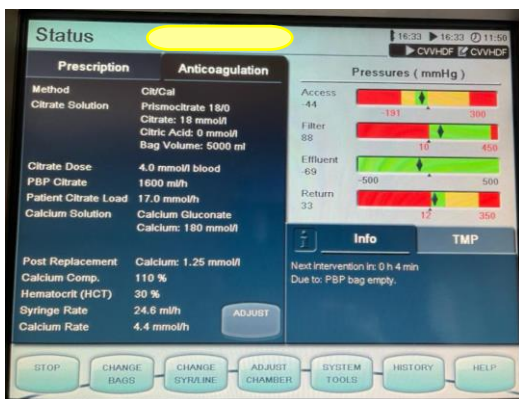 Status
16:33 16:33 11:50
CVVHDF CVVHDF
Prescription
Anticoagulation
Method Cit/Cal
Citrate Solution Prismocitrate 18/0
Citrate: 18 mmol/l
Citric Acid: 0 mmol/l
Bag Volume: 5000 ml
Citrate Dose 4.0 mmol/l blood
PBP Citrate 1600 ml/h
Patient Citrate Load 17.0 mmol/h
Calcium Solution Calcium Gluconate
Calcium: 180 mmol/l
Post Replacement Calcium: 1.25 mmol/l
Calcium Comp. 110 %
Hematocrit (HCT) 30 %
Syringe Rate 24.6 ml/h
Calcium Rate 4.4 mmol/h
ADJUST
Pressures ( mmHg )
Access
-44
-191 300
Filter
88
10 450
Effluent
-69
-500 500
Return
33
12 350
i Info TMP
Next intervention in: 0 h 4 min
Due to: PBP bag empty.
STOP
CHANGE
BAGS
CHANGE
SYR/LINE
ADJUST
CHAMBER
SYSTEM
TOOLS
HISTORY
HELP